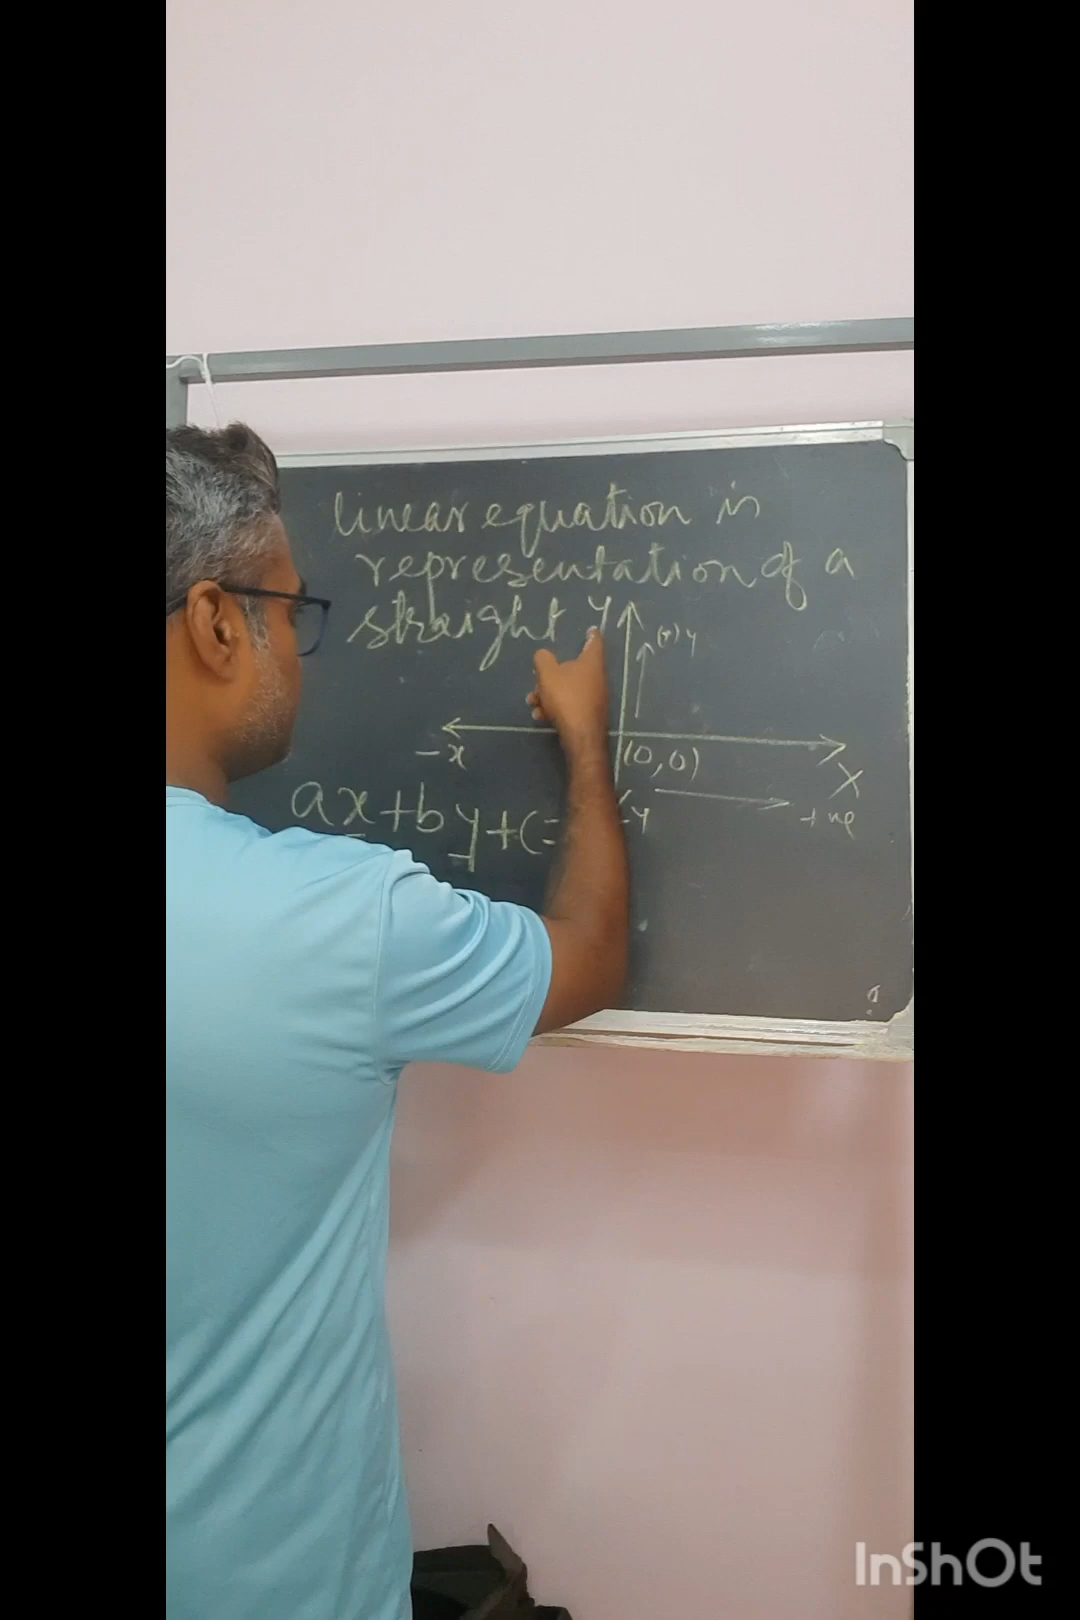 linear equation is
representation of a
straight
Y
(+)y
-x
(0,0)
X
-y
+ve
ax+by+c=
InShOt